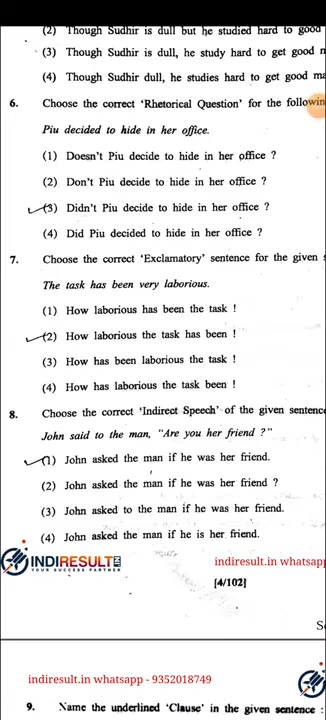 (2) Though Sudhir is dull but he studied hard to good
(3) Though Sudhir is dull, he study hard to get good
(4) Though Sudhir dull, he studies hard to get good
6. Choose the correct 'Rhetorical Question' for the
Piu decided to hide in her office.
(1) Doesn't Piu decide to hide in her office ?
(2) Don't Piu decide to hide in her office ?
(3) Didn't Piu decide to hide in her office ?
(4) Did Piu decided to hide in her office ?
7. Choose the correct 'Exclamatory' sentence for the given
The task has been very laborious.
(1) How laborious has been the task !
(2) How laborious the task has been !
(3) How has been laborious the task !
(4) How has laborious the task been !
8. Choose the correct 'Indirect Speech' of the given sentence
John said to the man, "Are you her friend ?"
(1) John asked the man if he was her friend.
(2) John asked the man if he was her friend ?
(3) John asked to the man if he was her friend.
(4) John asked the man if he is her friend.
INDIRESULT.IN
YOUR SUCCESS PARTNER
indiresult.in whatsapp
[4/102]
indiresult.in whatsapp - 9352018749
9. Name the underlined 'Clause' in the given sentence :